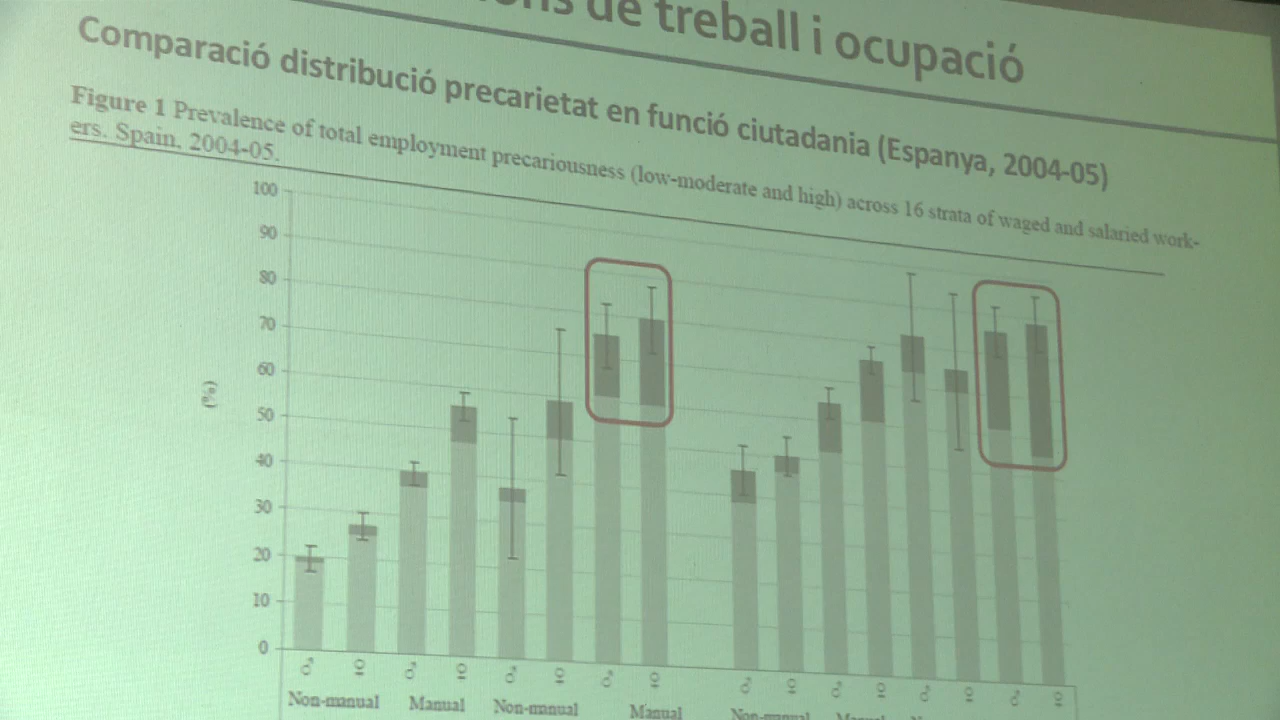 de treball i ocupació
Comparació distribució precarietat en funció ciutadania (Espanya, 2004-05)
Figure 1 Prevalence of total employment precariousness (low-moderate and high) across 16 strata of waged and salaried work-
ers. Spain, 2004-05.
100
90
80
70
60
50
40
30
20
10
0
(%)
♂ ♀ ♂ ♀ ♂ ♀ ♂ ♀ ♂ ♀ ♂ ♀ ♂ ♀ ♂ ♀
Non-manual Manual Non-manual Manual Non-manual